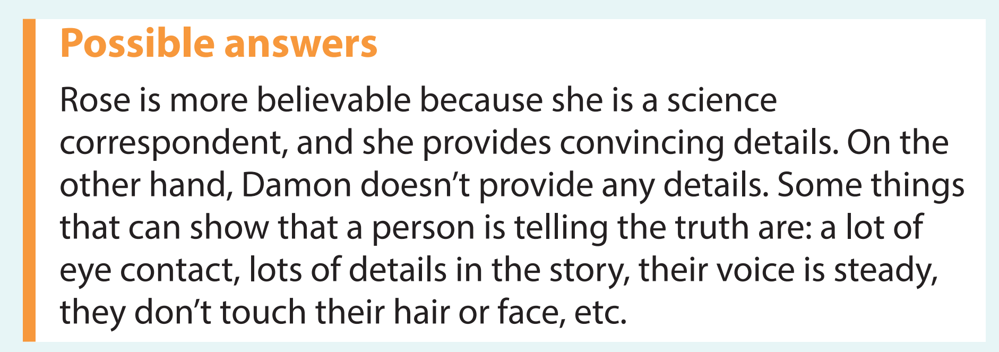 Possible answers
Rose is more believable because she is a science
correspondent, and she provides convincing details. On the
other hand, Damon doesn’t provide any details. Some things
that can show that a person is telling the truth are: a lot of
eye contact, lots of details in the story, their voice is steady,
they don’t touch their hair or face, etc.